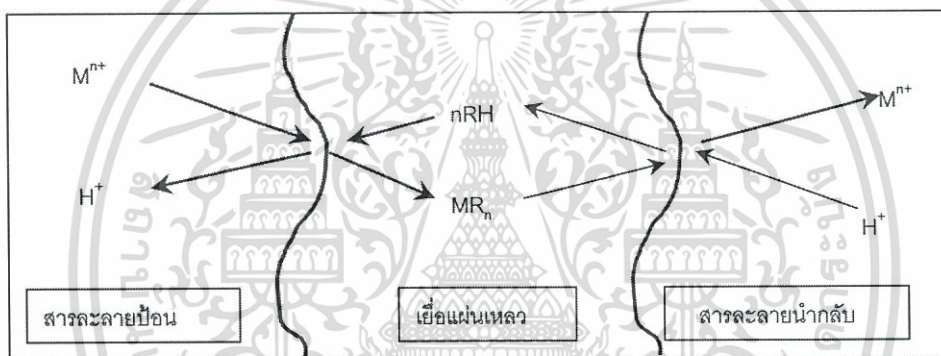 Mⁿ⁺
H⁺
nRH
MRₙ
Mⁿ⁺
H⁺
สารละลายป้อน
เยื่อแผ่นเหลว
สารละลายนำกลับ